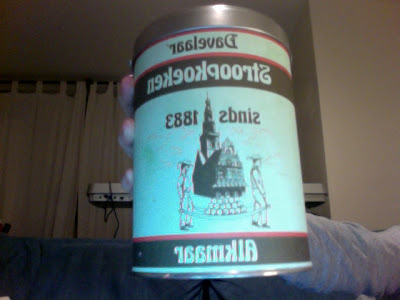 Davelaar
Stroopkoeken
sinds 1883
Alkmaar